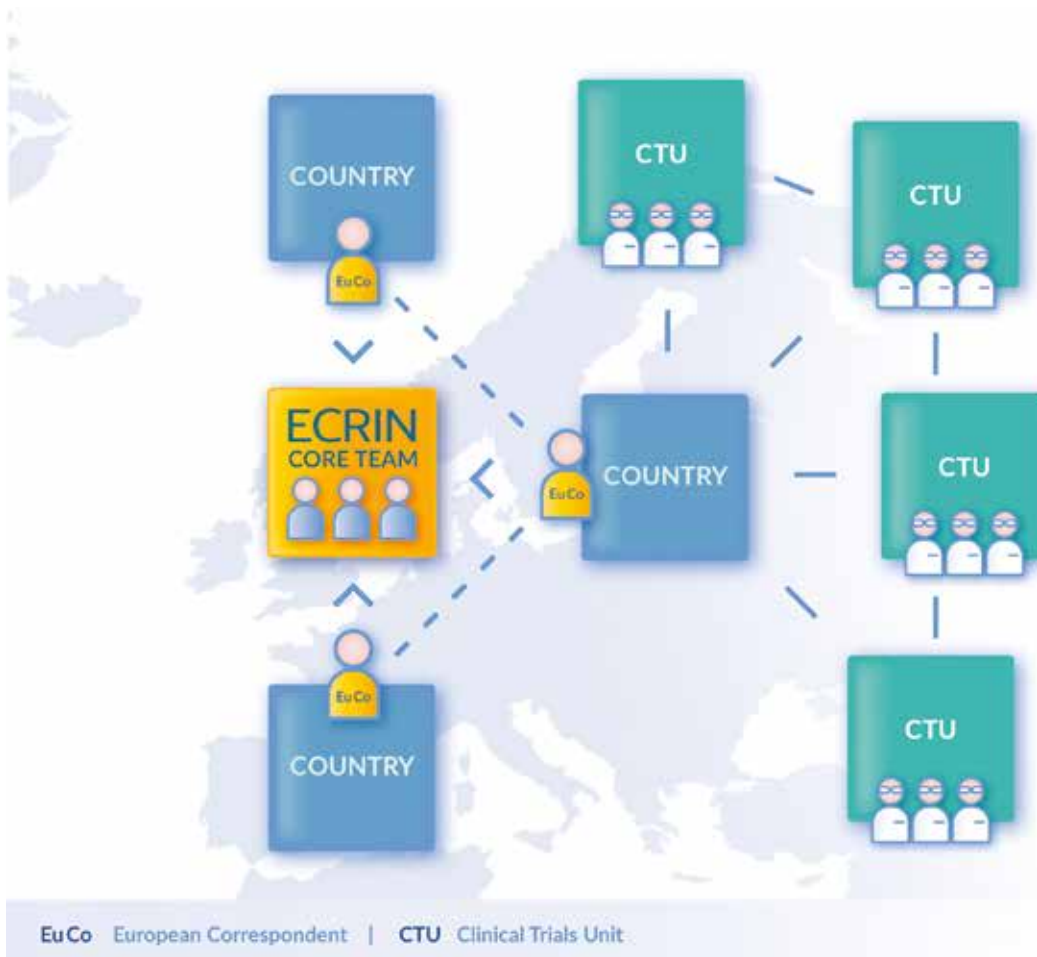 COUNTRY
EuCo
CTU
CTU
ECRIN
CORE TEAM
EuCo
COUNTRY
CTU
EuCo
COUNTRY
CTU
EuCo European Correspondent | CTU Clinical Trials Unit